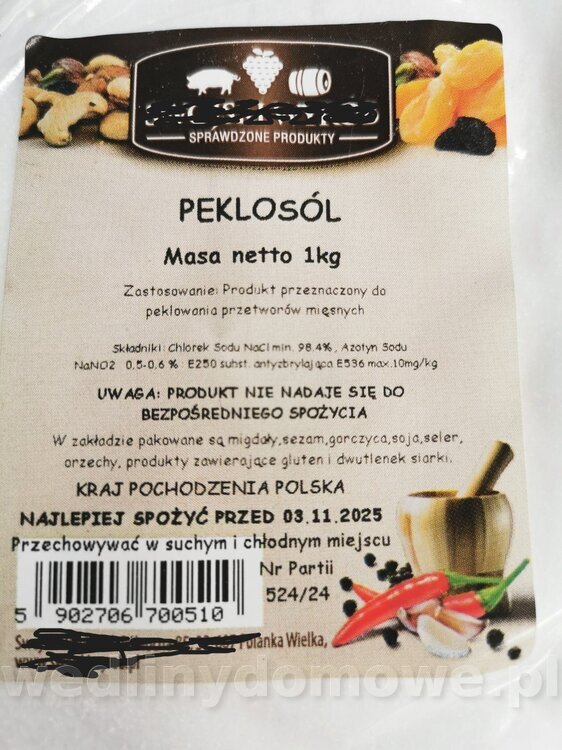 SPRAWDZONE PRODUKTY
PEKLOSÓL
Masa netto 1kg
Zastosowanie: Produkt przeznaczony do
peklowania przetworów mięsnych
Składniki: Chlorek Sodu NaCl min. 98.4% , Azotyn Sodu
NaNO2 0,5-0,6 % : E250 subst. antyzbrylająca E536 max.10mg/kg
UWAGA: PRODUKT NIE NADAJE SIĘ DO
BEZPOŚREDNIEGO SPOŻYCIA
W zakładzie pakowane są migdały,sezam,gorczyca,soja,seler,
orzechy, produkty zawierające gluten i dwutlenek siarki.
KRAJ POCHODZENIA POLSKA
NAJLEPIEJ SPOŻYĆ PRZED 03.11.2025
Przechowywać w suchym i chłodnym miejscu
Nr Partii
524/24
5 902706 700510
Polanka Wielka,
wedlinydomowe.pl